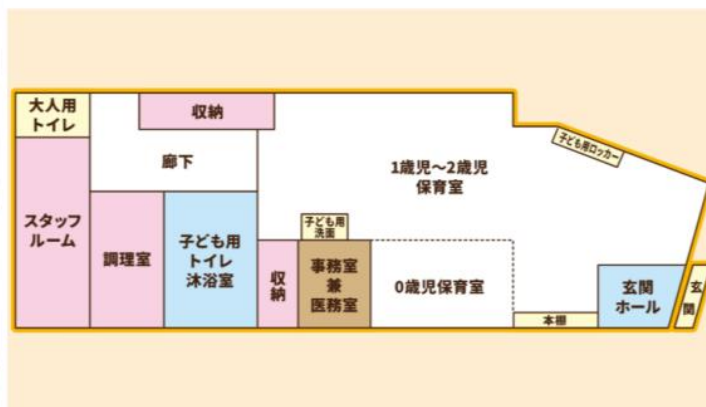 大人用
トイレ
収納
廊下
子ども用ロッカー
1歳児～2歳児
保育室
スタッフ
ルーム
調理室
子ども用
トイレ
沐浴室
収
納
子ども用
洗面
事務室
兼
医務室
0歳児保育室
本棚
玄関
ホール
玄
関